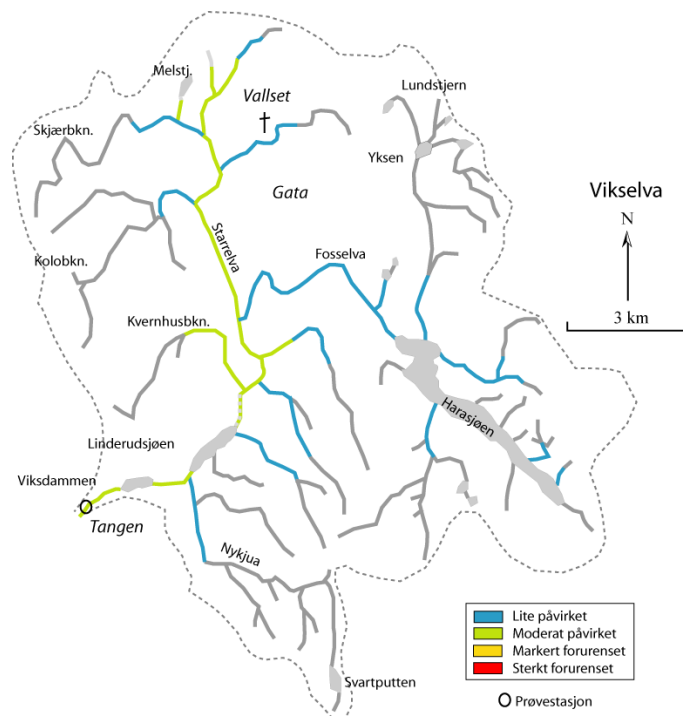 Melstj.
Vallset
Lundstjern
Skjærbkn.
Yksen
Gata
Vikselva
N
3 km
Kolobkn.
Starrelva
Fosselva
Kvernhusbkn.
Harasjøen
Linderudsjøen
Viksdammen
Tangen
Nykjua
Svartputten
Lite påvirket
Moderat påvirket
Markert forurenset
Sterkt forurenset
Prøvestasjon